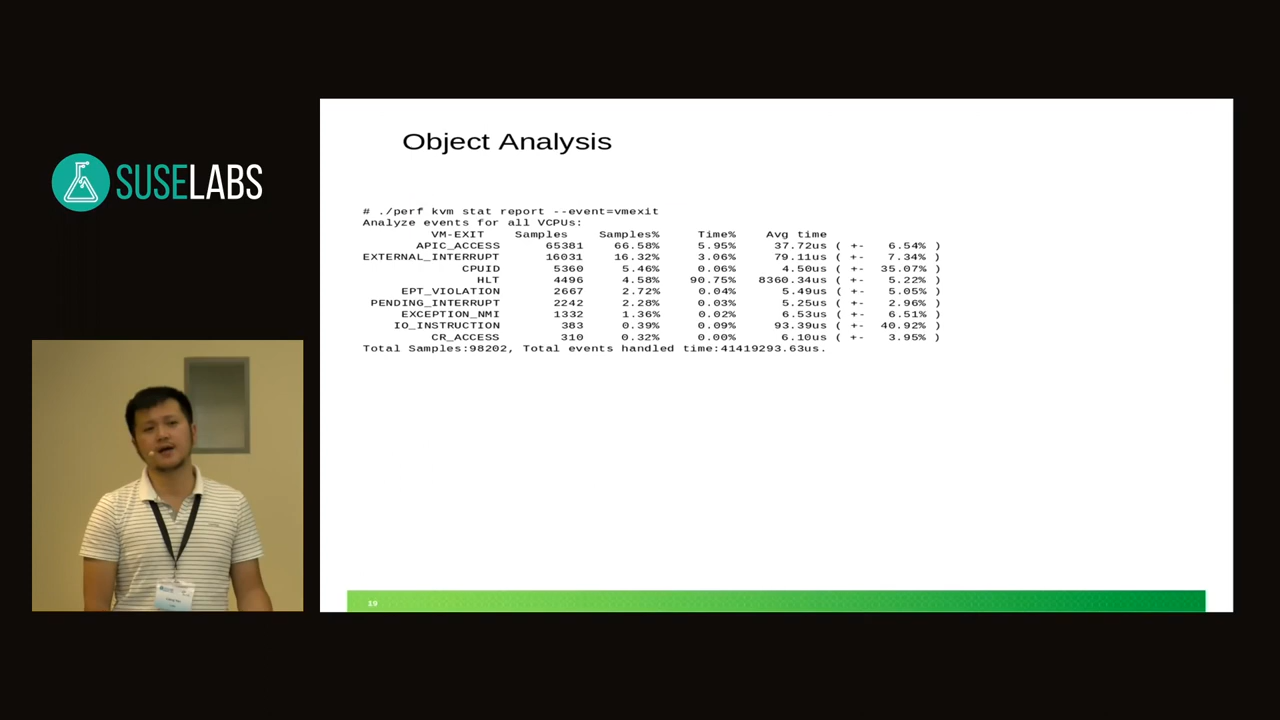 SUSELABS
Object Analysis
# ./perf kvm stat report --event=vmexit
Analyze events for all VCPUs:
VM-EXIT Samples Samples% Time% Avg time
APIC_ACCESS 65381 66.58% 5.95% 37.72us ( +- 6.54% )
EXTERNAL_INTERRUPT 16031 16.32% 3.06% 79.11us ( +- 7.34% )
CPUID 5360 5.46% 0.06% 4.50us ( +- 35.07% )
HLT 4496 4.58% 90.75% 8360.34us ( +- 5.22% )
EPT_VIOLATION 2667 2.72% 0.04% 5.49us ( +- 5.05% )
PENDING_INTERRUPT 2242 2.28% 0.03% 5.25us ( +- 2.96% )
EXCEPTION_NMI 1332 1.36% 0.02% 6.53us ( +- 6.51% )
IO_INSTRUCTION 383 0.39% 0.09% 93.39us ( +- 40.92% )
CR_ACCESS 310 0.32% 0.00% 6.10us ( +- 3.95% )
Total Samples:98202, Total events handled time:41419293.63us.
19